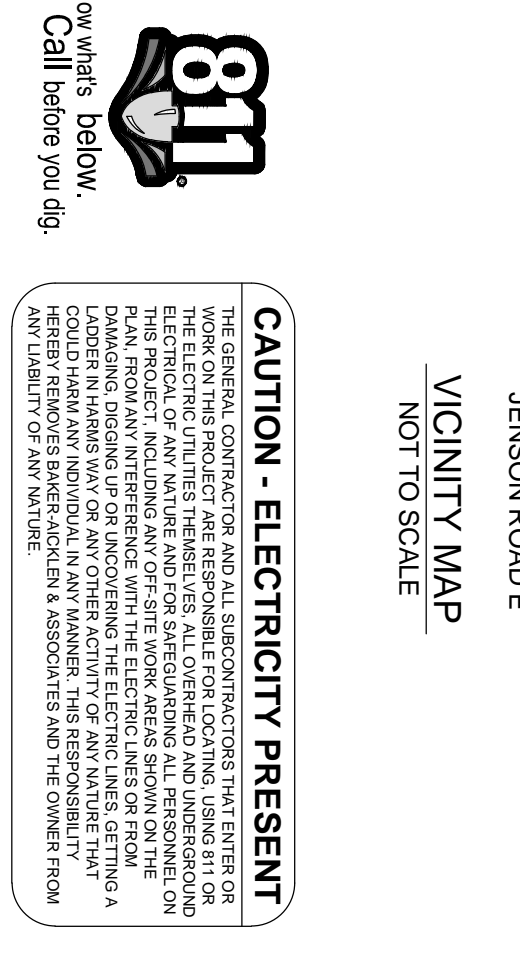 JENSON ROAD E
VICINITY MAP
NOT TO SCALE
811
®
ow what's below.
Call before you dig.
CAUTION - ELECTRICITY PRESENT
THE GENERAL CONTRACTOR AND ALL SUBCONTRACTORS THAT ENTER OR
WORK ON THIS PROJECT ARE RESPONSIBLE FOR LOCATING, USING 811 OR
THE ELECTRIC UTILITIES THEMSELVES, ALL OVERHEAD AND UNDERGROUND
ELECTRICAL OF ANY NATURE AND FOR SAFEGUARDING ALL PERSONNEL ON
THIS PROJECT, INCLUDING ANY OFF-SITE WORK AREAS SHOWN ON THE
PLAN, FROM ANY INTERFERENCE WITH THE ELECTRIC LINES OR FROM
DAMAGING, DIGGING UP OR UNCOVERING THE ELECTRIC LINES, GETTING A
LADDER IN HARMS WAY OR ANY OTHER ACTIVITY OF ANY NATURE THAT
COULD HARM ANY INDIVIDUAL IN ANY MANNER. THIS RESPONSIBILITY
HEREBY REMOVES BAKER-AICKLEN & ASSOCIATES AND THE OWNER FROM
ANY LIABILITY OF ANY NATURE.